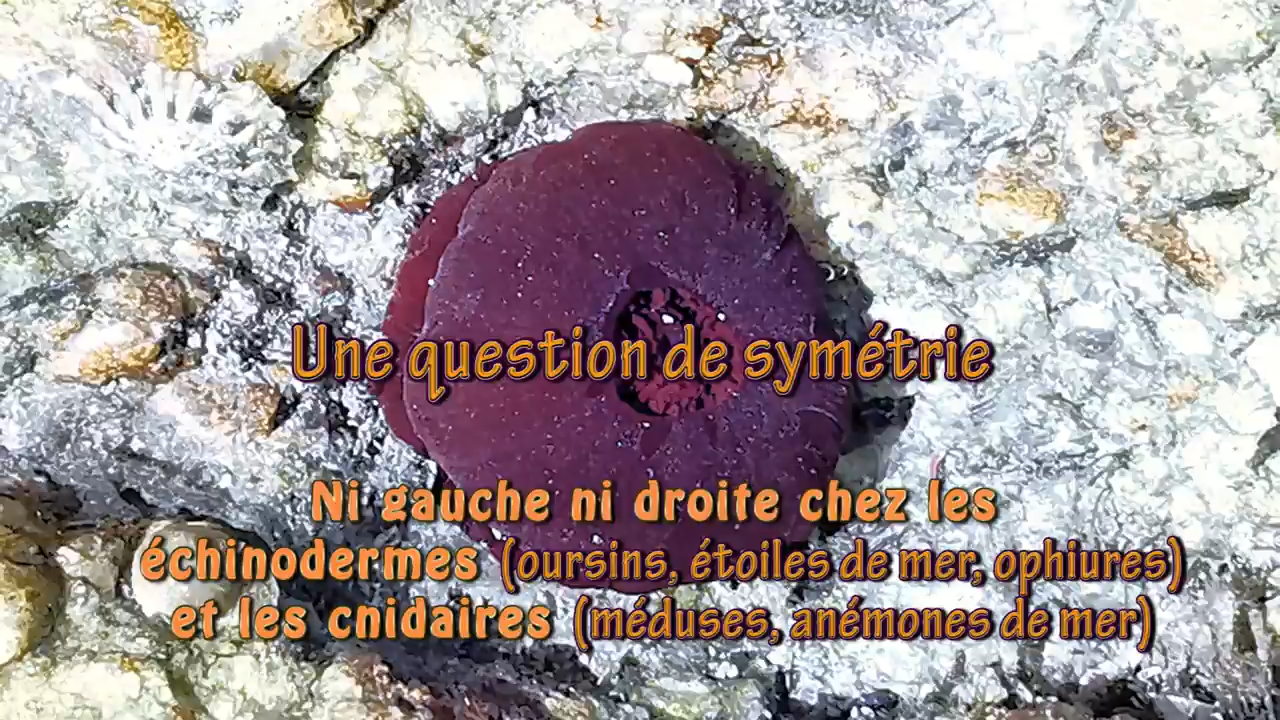 Une question de symétrie
Ni gauche ni droite chez les
échinodermes (oursins, étoiles de mer, ophiures)
et les cnidaires (méduses, anémones de mer)